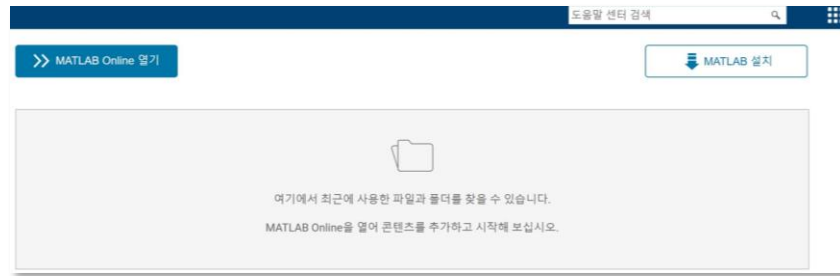 도움말 센터 검색
MATLAB Online 열기
MATLAB 설치
여기에서 최근에 사용한 파일과 폴더를 찾을 수 있습니다.
MATLAB Online을 열어 콘텐츠를 추가하고 시작해 보십시오.